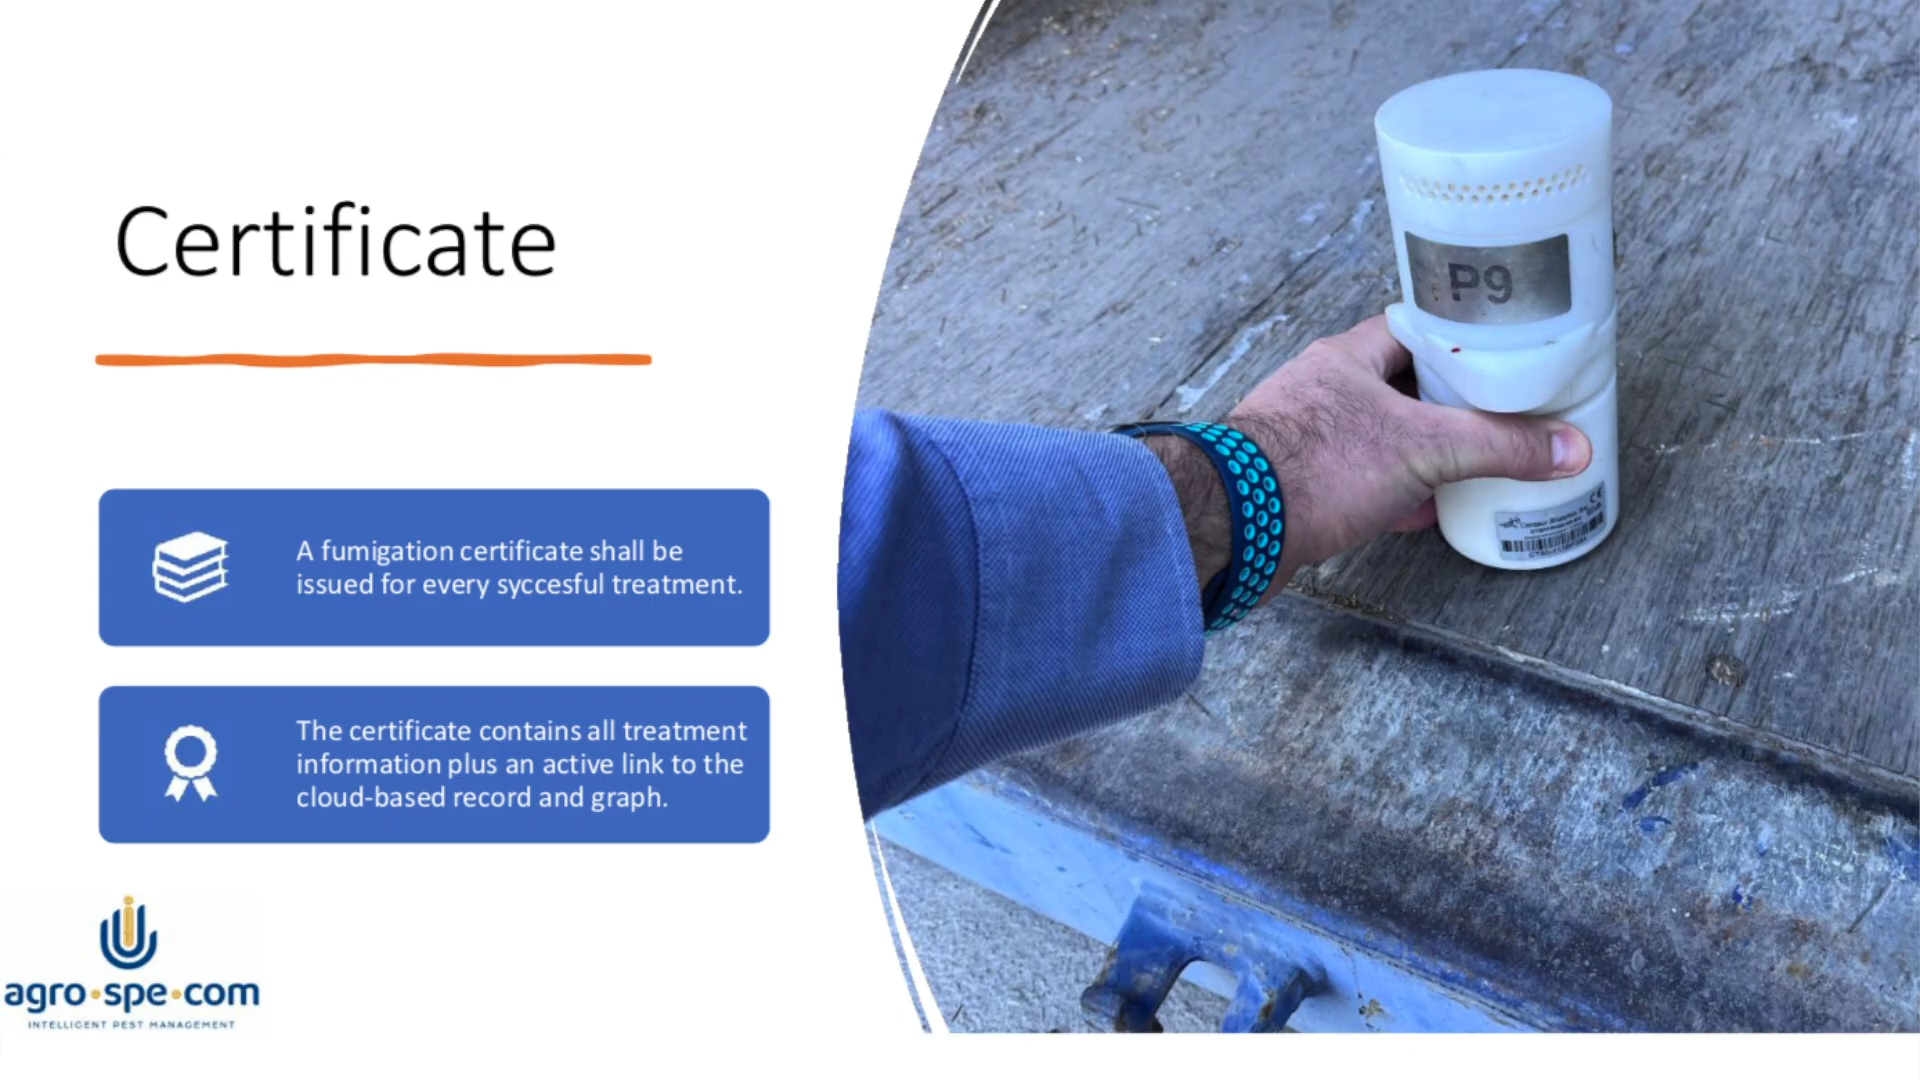 Certificate
A fumigation certificate shall be
issued for every syccesful treatment.
The certificate contains all treatment
information plus an active link to the
cloud-based record and graph.
agro•spe•com
INTELLIGENT PEST MANAGEMENT
P9
CE